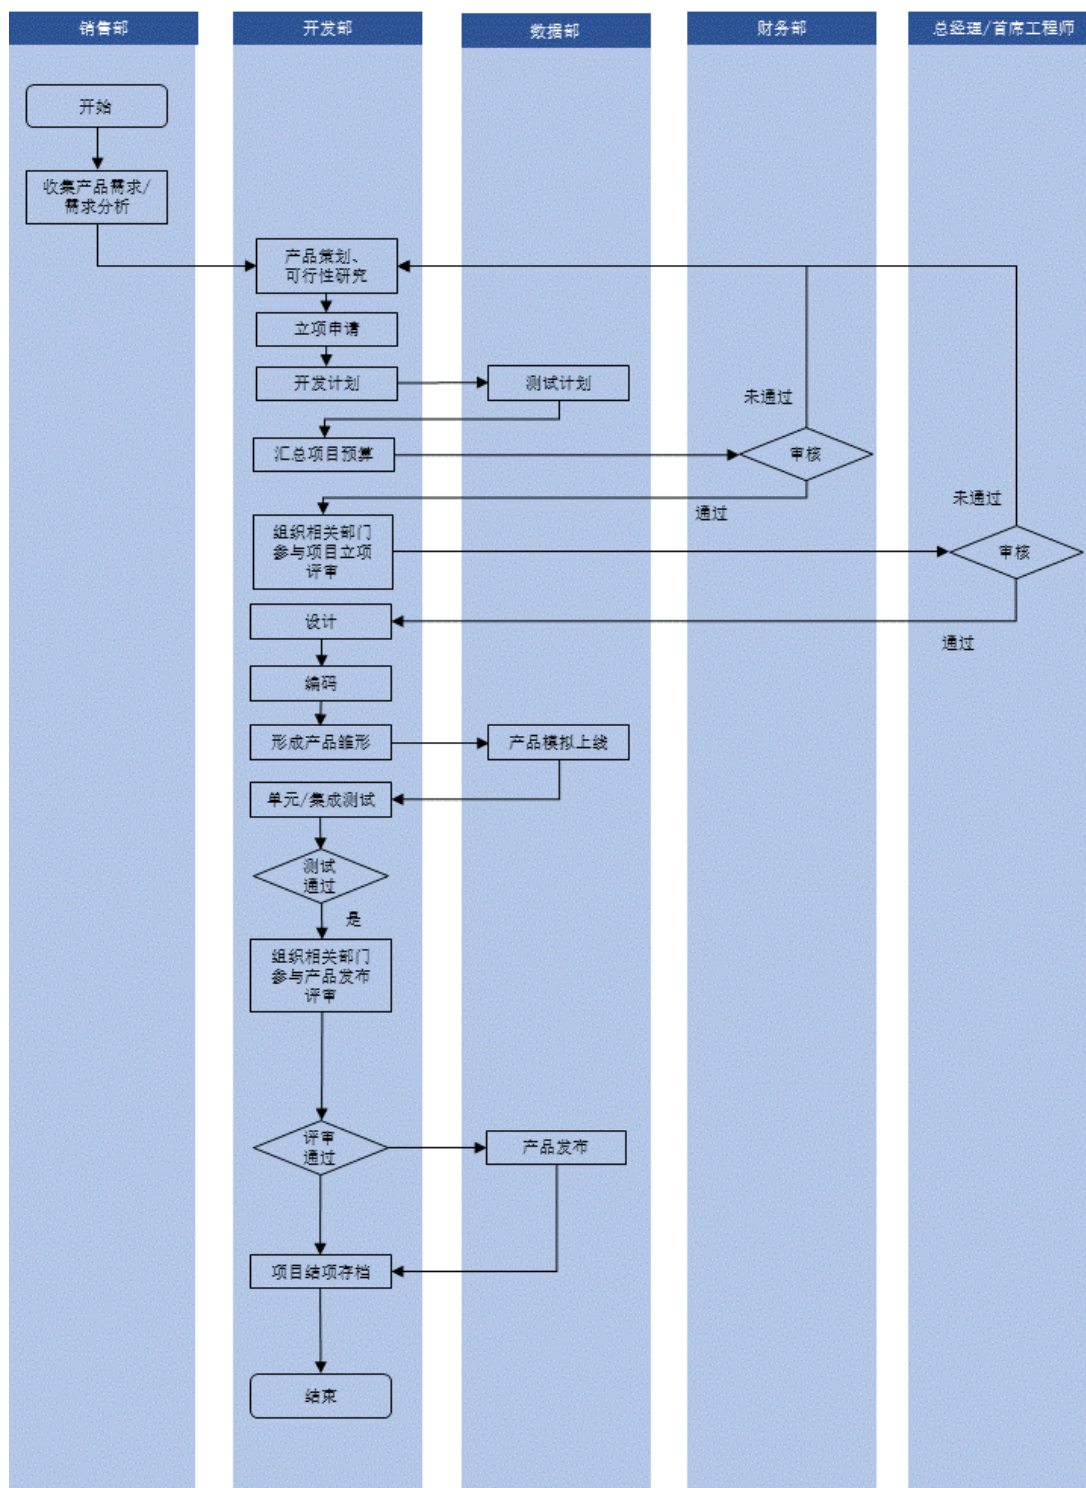 销售部
开发部
数据部
财务部
总经理/首席工程师
开始
收集产品需求/
需求分析
产品策划、
可行性研究
立项申请
开发计划
测试计划
未通过
汇总项目预算
审核
通过
未通过
组织相关部门
参与项目立项
评审
审核
设计
通过
编码
形成产品雏形
产品模拟上线
单元/集成测试
测试
通过
是
组织相关部门
参与产品发布
评审
评审
通过
产品发布
项目结项存档
结束